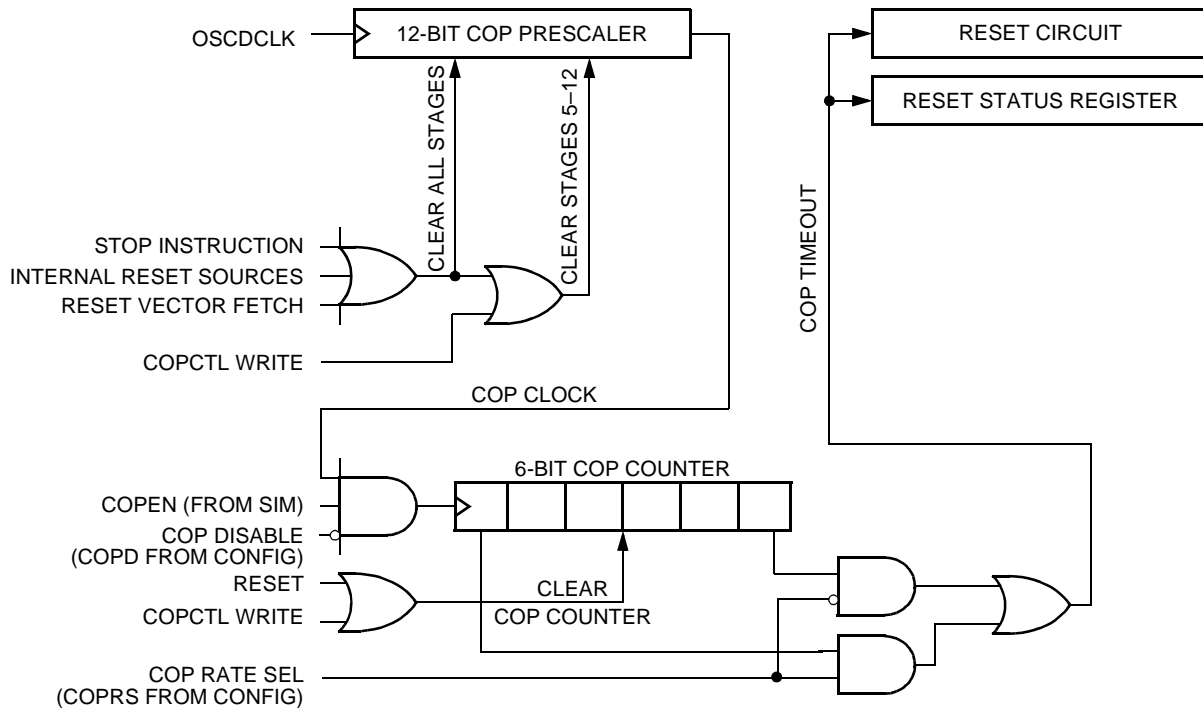 OSCDCLK
12-BIT COP PRESCALER
RESET CIRCUIT
RESET STATUS REGISTER
CLEAR ALL STAGES
CLEAR STAGES 5–12
COP TIMEOUT
STOP INSTRUCTION
INTERNAL RESET SOURCES
RESET VECTOR FETCH
COPCTL WRITE
COP CLOCK
6-BIT COP COUNTER
COPEN (FROM SIM)
COP DISABLE
(COPD FROM CONFIG)
RESET
COPCTL WRITE
CLEAR
COP COUNTER
COP RATE SEL
(COPRS FROM CONFIG)